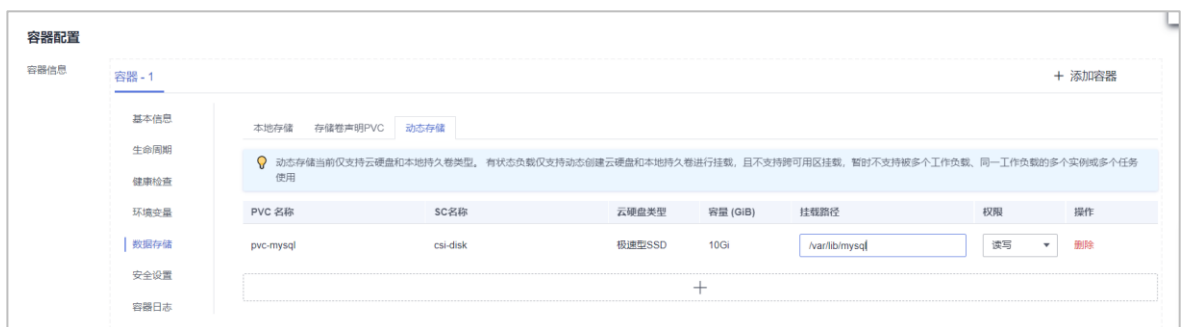 容器配置
容器信息
容器 - 1
+ 添加容器
基本信息
生命周期
健康检查
环境变量
数据存储
安全设置
容器日志
本地存储 存储卷声明PVC 动态存储
动态存储当前仅支持云硬盘和本地持久卷类型。 有状态负载仅支持动态创建云硬盘和本地持久卷进行挂载，且不支持跨可用区挂载，暂时不支持被多个工作负载、同一工作负载的多个实例或多个任务
使用
PVC 名称 SC名称 云硬盘类型 容量 (GiB) 挂载路径 权限 操作
pvc-mysql csi-disk 极速型SSD 10Gi /var/lib/mysql 读写 删除
+